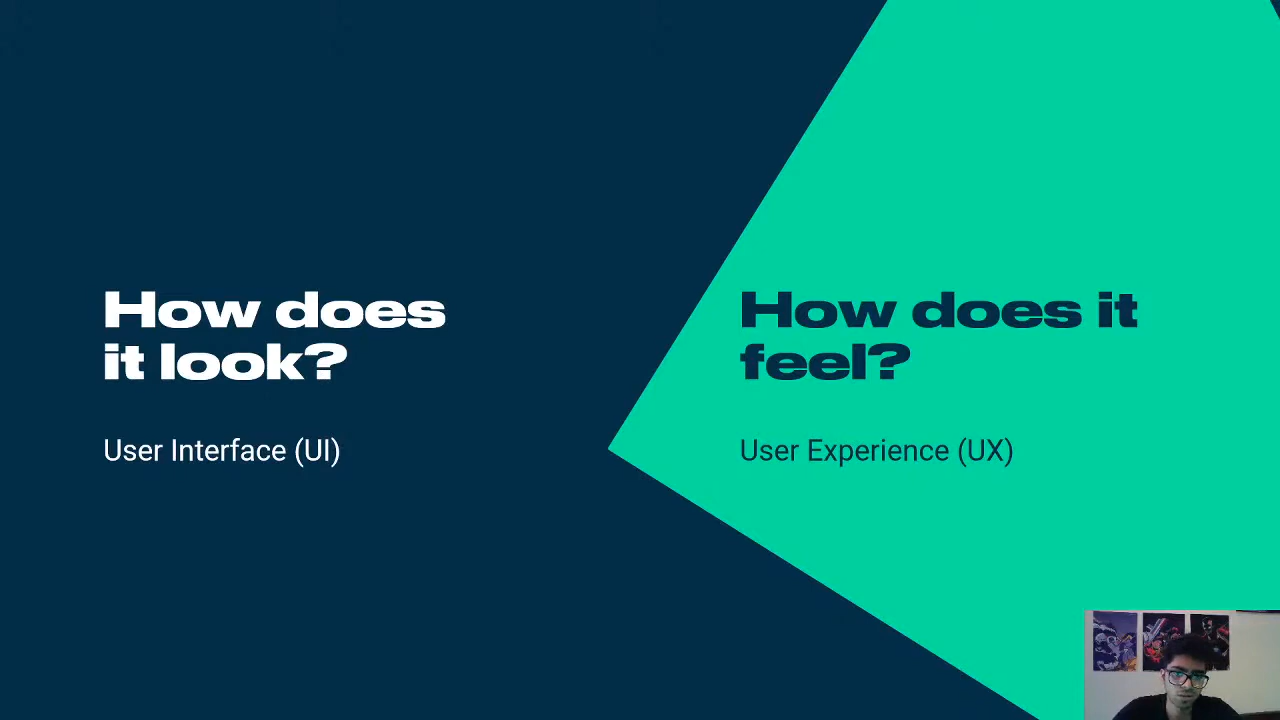 How does
it look?
User Interface (UI)
How does it
feel?
User Experience (UX)